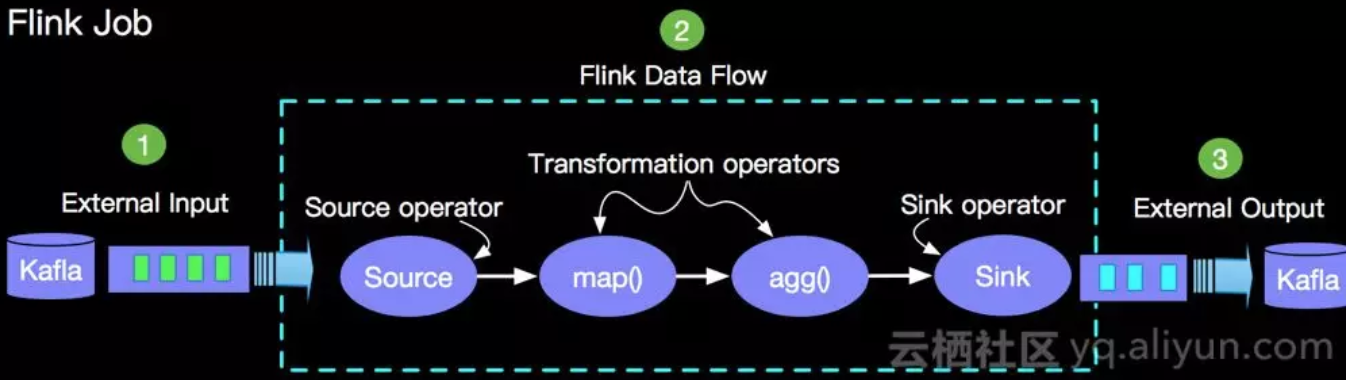 Flink Job
2
Flink Data Flow
1
3
Transformation operators
External Input
Source operator
Sink operator
External Output
Kafla
Source
map()
agg()
Sink
Kafla
云栖社区 yq.aliyun.com